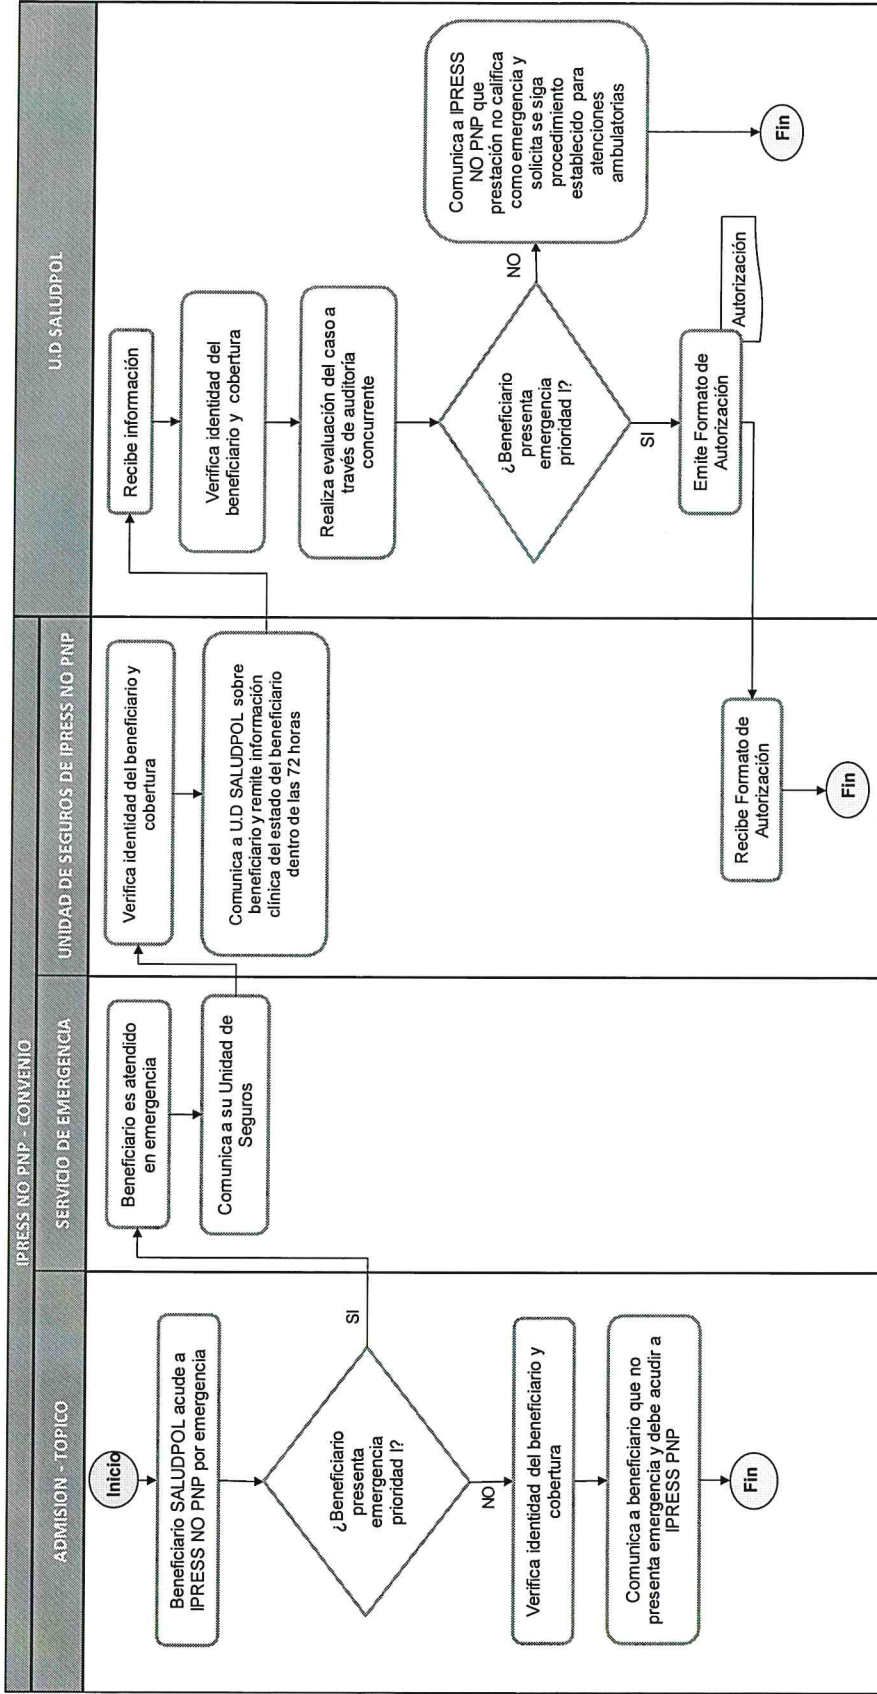 IPRESS NO PNP - CONVENIO
U.D SALUDPOL
ADMISION - TOPICO
SERVICIO DE EMERGENCIA
UNIDAD DE SEGUROS DE IPRESS NO PNP
Inicio
Beneficiario SALUDPOL acude a
IPRESS NO PNP por emergencia
¿Beneficiario
presenta
emergencia
prioridad I?
SI
NO
Verifica identidad del beneficiario y
cobertura
Comunica a beneficiario que no
presenta emergencia y debe acudir a
IPRESS PNP
Fin
Beneficiario es atendido
en emergencia
Comunica a su Unidad de
Seguros
Verifica identidad del beneficiario y
cobertura
Comunica a U.D SALUDPOL sobre
beneficiario y remite información
clínica del estado del beneficiario
dentro de las 72 horas
Recibe información
Verifica identidad del
beneficiario y cobertura
Realiza evaluación del caso a
través de auditoría
concurrente
¿Beneficiario
presenta
emergencia
prioridad I?
NO
Comunica a IPRESS
NO PNP que
prestación no califica
como emergencia y
solicita se siga
procedimiento
establecido para
atenciones
ambulatorias
Fin
SI
Emite Formato de
Autorización
Autorización
Recibe Formato de
Autorización
Fin